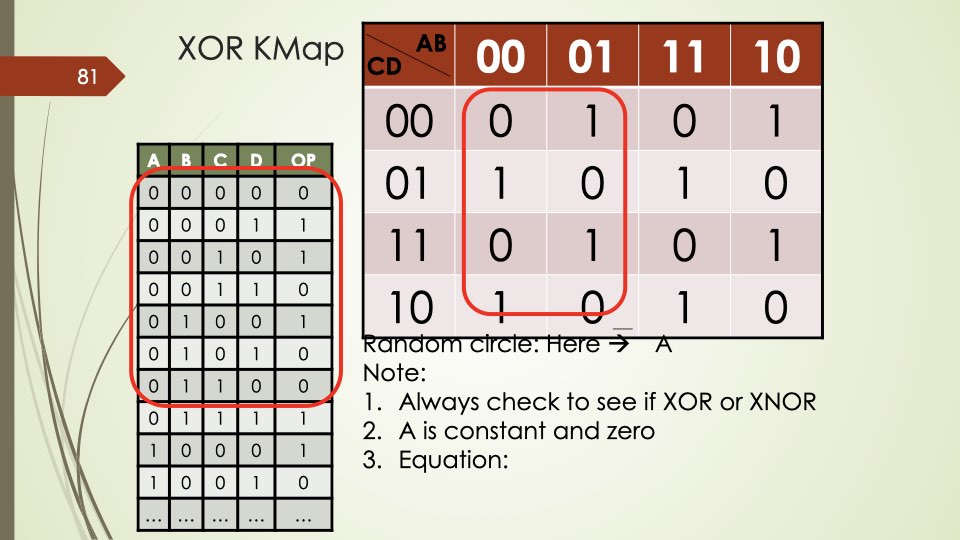 XOR KMap
81
AB
CD
00 01 11 10
00 0 1 0 1
01 1 0 1 0
11 0 1 0 1
10 1 0 1 0
A B C D OP
0 0 0 0 0
0 0 0 1 1
0 0 1 0 1
0 0 1 1 0
0 1 0 0 1
0 1 0 1 0
0 1 1 0 0
0 1 1 1 1
1 0 0 0 1
1 0 0 1 0
... ... ... ... ...
Random circle: Here → A
Note:
1. Always check to see if XOR or XNOR
2. A is constant and zero
3. Equation: